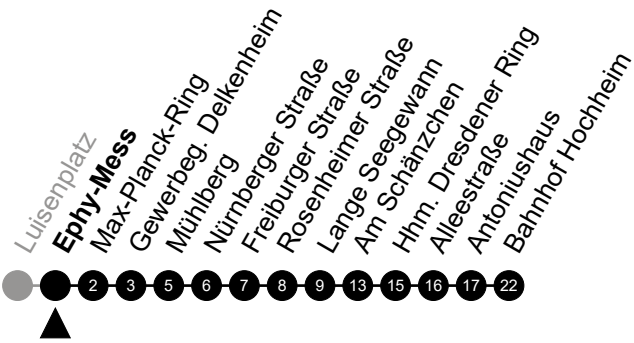 Luisenplatz
Ephy-Mess
Max-Planck-Ring
Gewerbeg. Delkenheim
Mühlberg
Nürnberger Straße
Freiburger Straße
Rosenheimer Straße
Lange Seegewann
Am Schänzchen
Hhm. Dresdener Ring
Alleestraße
Antoniushaus
Bahnhof Hochheim
2 3 5 6 7 8 9 13 15 16 17 22